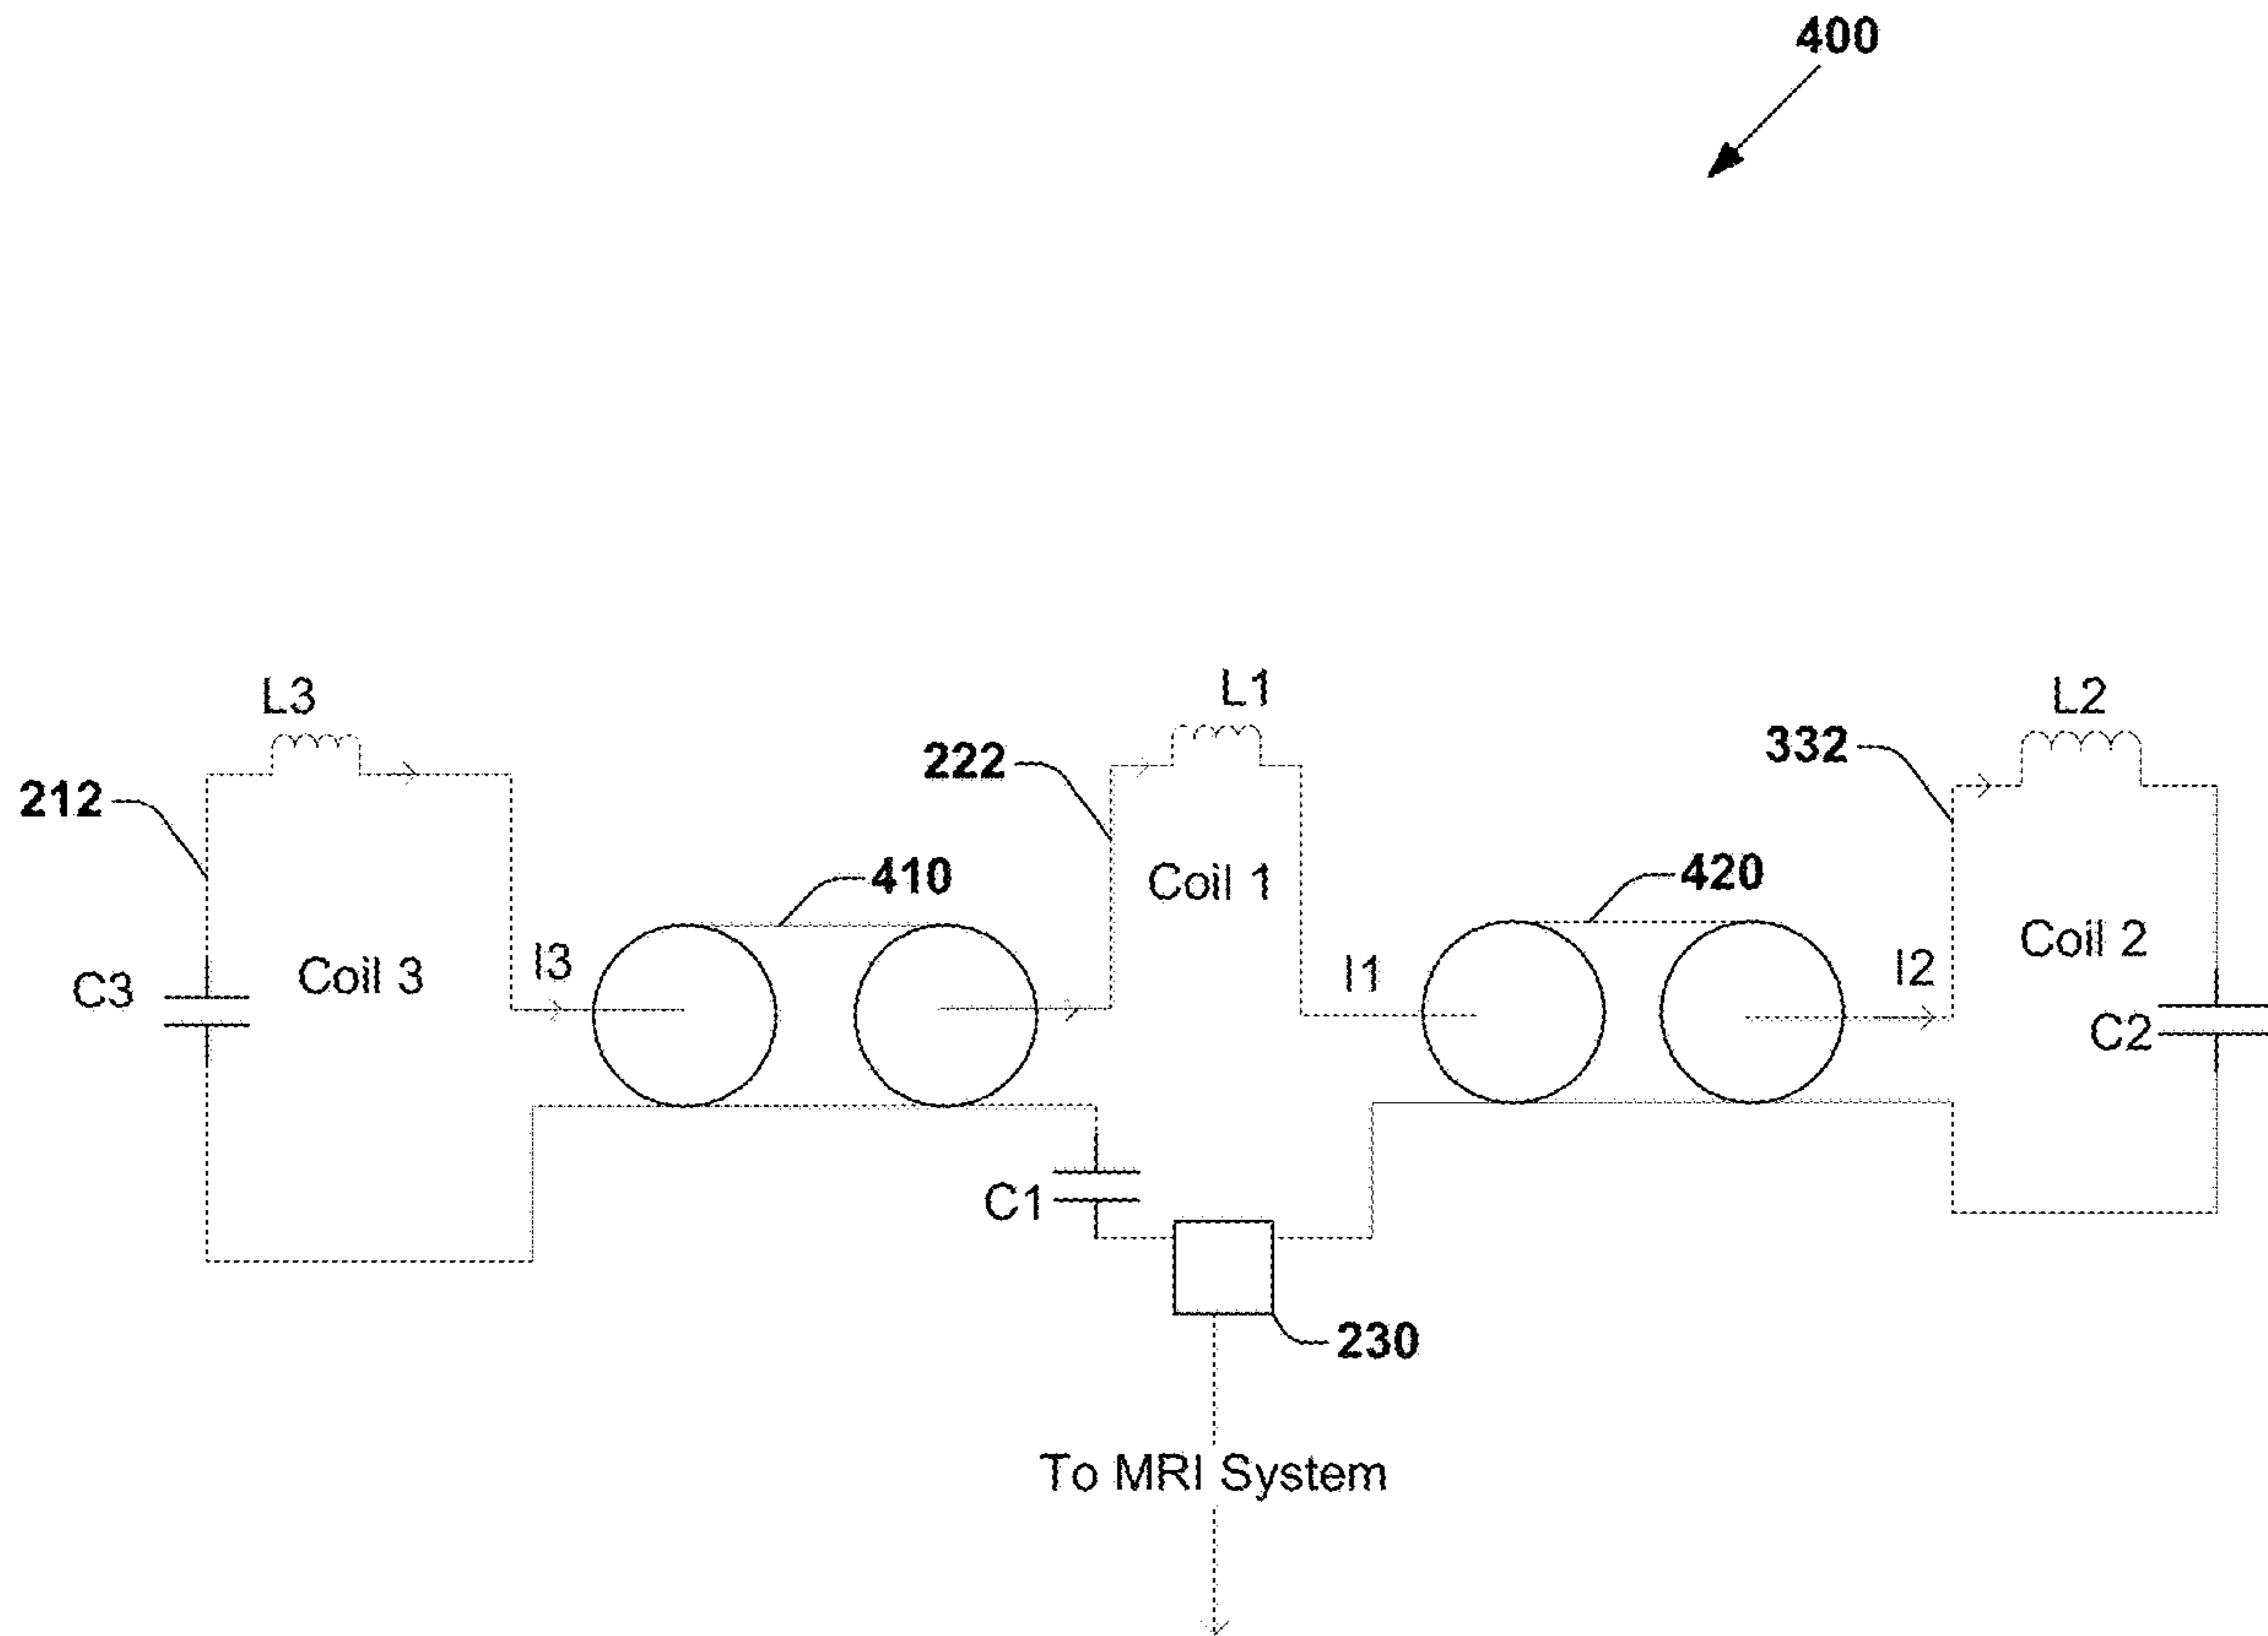 400
L3
L1
L2
222
332
212
410
Coil 1
420
Coil 3
I3
I1
I2
Coil 2
C3
C2
C1
230
To MRI System